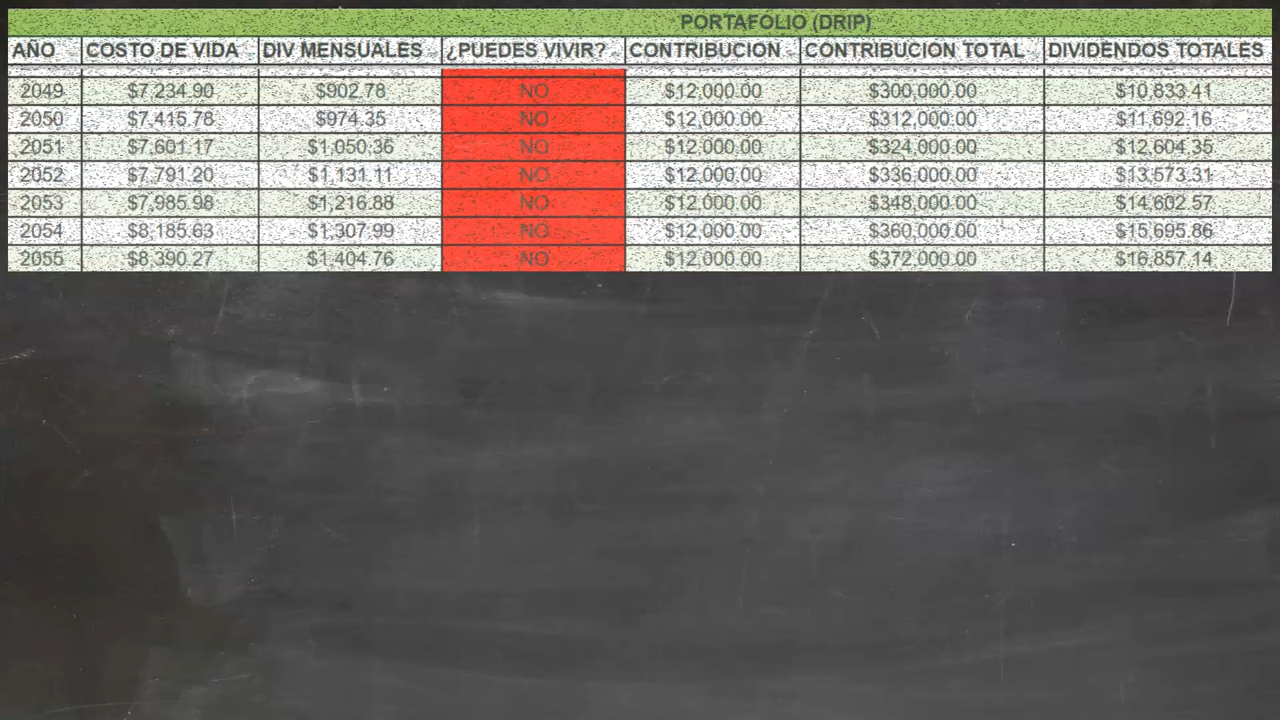 PORTAFOLIO (DRIP)
AÑO COSTO DE VIDA DIV MENSUALES ¿PUEDES VIVIR? CONTRIBUCION CONTRIBUCION TOTAL DIVIDENDOS TOTALES
2049 $7,234.90 $902.78 NO $12,000.00 $300,000.00 $10,833.41
2050 $7,415.78 $974.35 NO $12,000.00 $312,000.00 $11,692.16
2051 $7,601.17 $1,050.36 NO $12,000.00 $324,000.00 $12,604.35
2052 $7,791.20 $1,131.11 NO $12,000.00 $336,000.00 $13,573.31
2053 $7,985.98 $1,216.88 NO $12,000.00 $348,000.00 $14,602.57
2054 $8,185.63 $1,307.99 NO $12,000.00 $360,000.00 $15,695.86
2055 $8,390.27 $1,404.76 NO $12,000.00 $372,000.00 $16,857.14